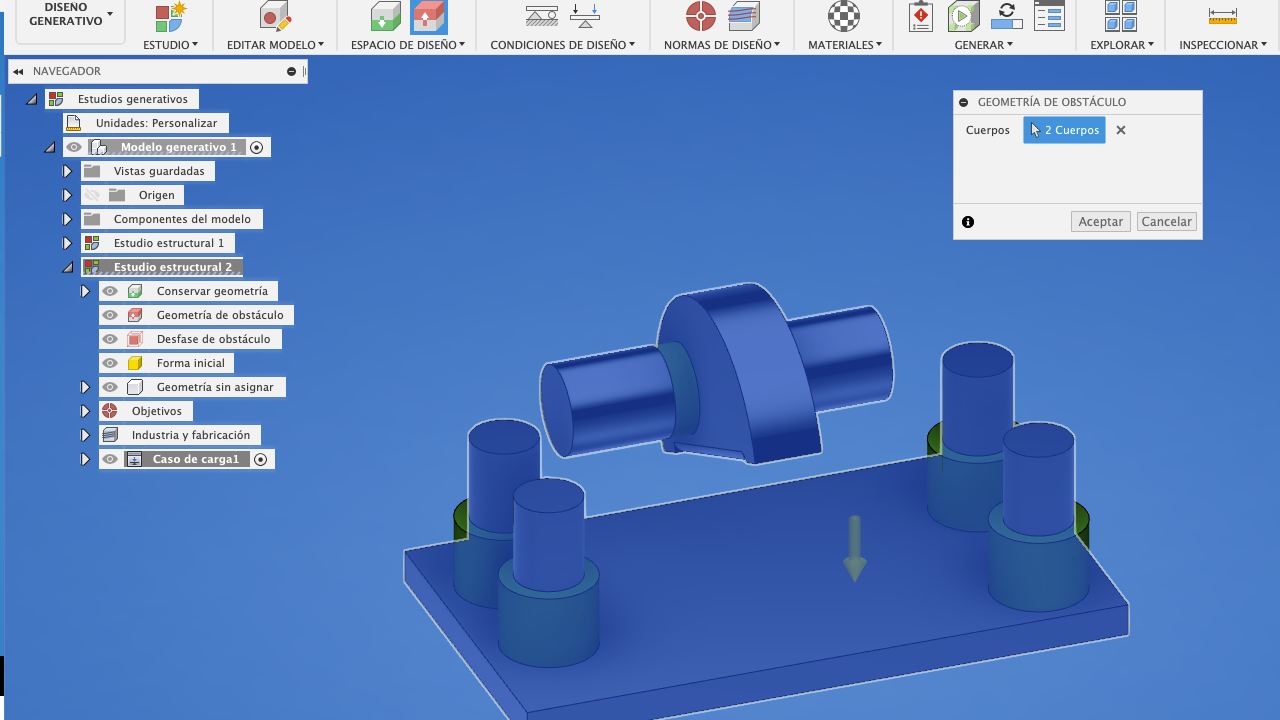 DISEÑO
GENERATIVO
ESTUDIO
EDITAR MODELO
ESPACIO DE DISEÑO
CONDICIONES DE DISEÑO
NORMAS DE DISEÑO
MATERIALES
GENERAR
EXPLORAR
INSPECCIONAR
NAVEGADOR
Estudios generativos
Unidades: Personalizar
Modelo generativo 1
Vistas guardadas
Origen
Componentes del modelo
Estudio estructural 1
Estudio estructural 2
Conservar geometría
Geometría de obstáculo
Desfase de obstáculo
Forma inicial
Geometría sin asignar
Objetivos
Industria y fabricación
Caso de carga1
GEOMETRÍA DE OBSTÁCULO
Cuerpos
2 Cuerpos
Aceptar
Cancelar